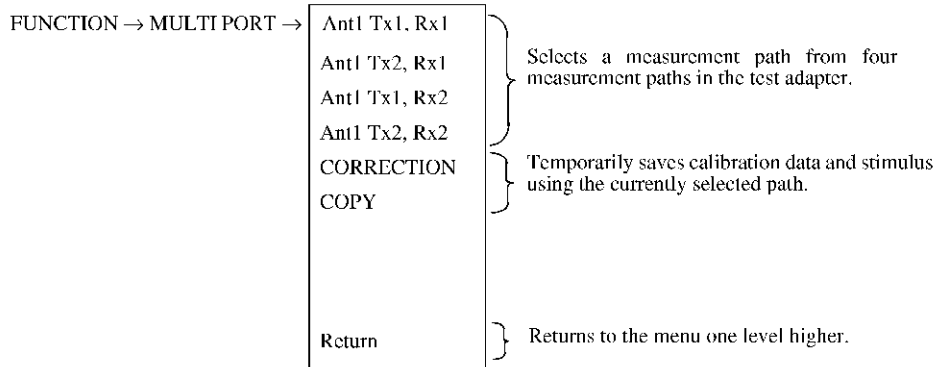 FUNCTION → MULTI PORT →
Ant1 Tx1, Rx1
Ant1 Tx2, Rx1
Ant1 Tx1, Rx2
Ant1 Tx2, Rx2
Selects a measurement path from four
measurement paths in the test adapter.
CORRECTION
COPY
Temporarily saves calibration data and stimulus
using the currently selected path.
Return
Returns to the menu one level higher.